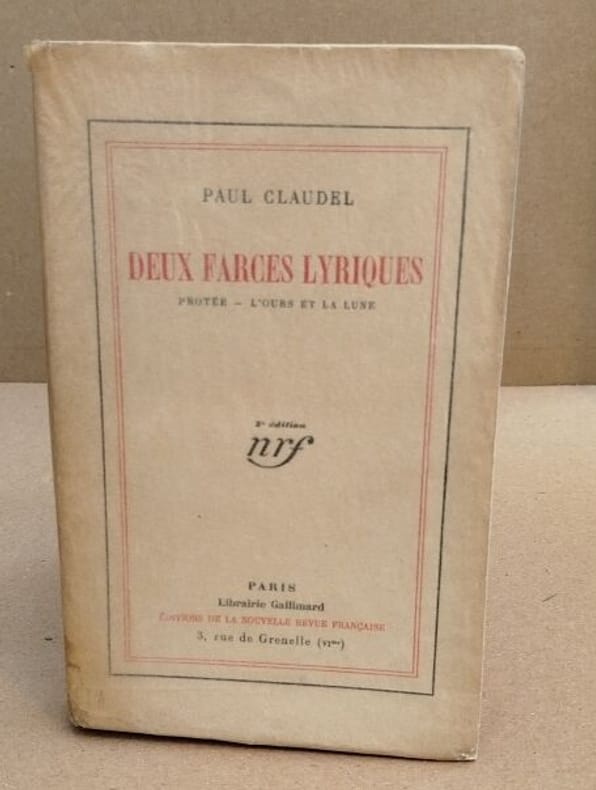 PAUL CLAUDEL
DEUX FARCES LYRIQUES
PROTÉE — L'OURS ET LA LUNE
édition
nrf
PARIS
Librairie Gallimard
ÉDITIONS DE LA NOUVELLE REVUE FRANÇAISE
3, rue de Grenelle (VIme)